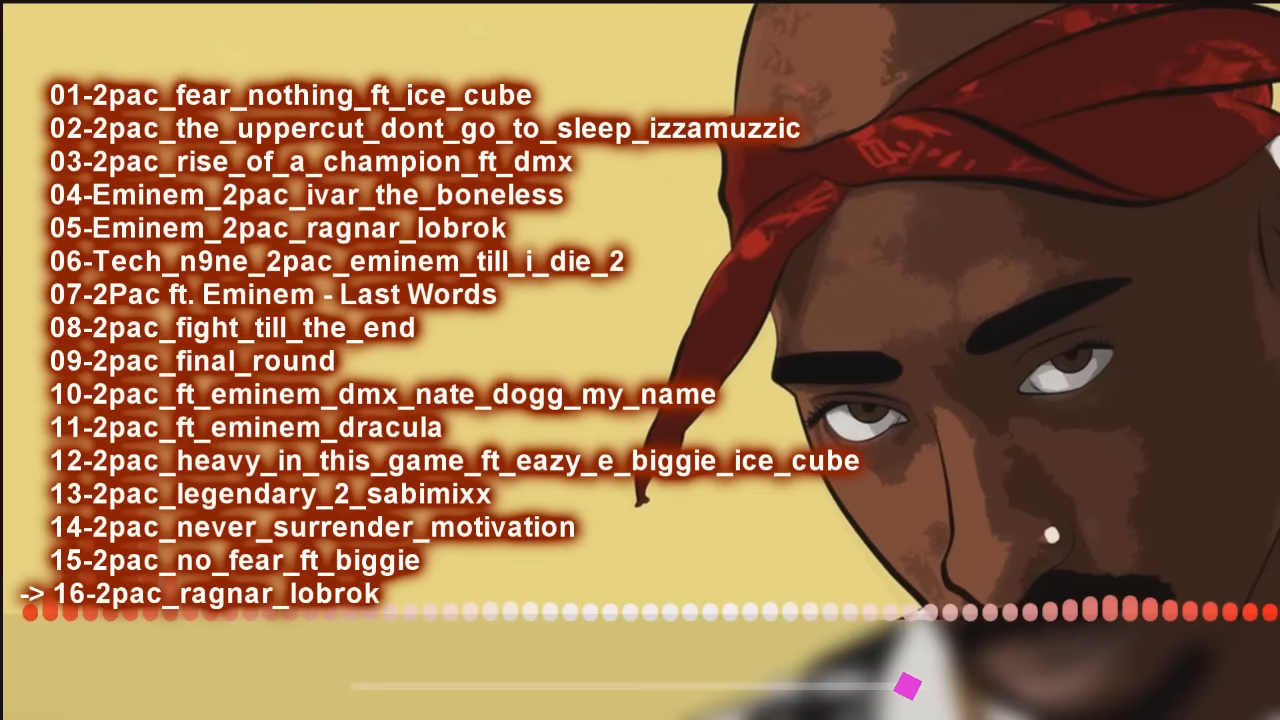 01-2pac_fear_nothing_ft_ice_cube
02-2pac_the_uppercut_dont_go_to_sleep_izzamuzzic
03-2pac_rise_of_a_champion_ft_dmx
04-Eminem_2pac_ivar_the_boneless
05-Eminem_2pac_ragnar_lobrok
06-Tech_n9ne_2pac_eminem_till_i_die_2
07-2Pac ft. Eminem - Last Words
08-2pac_fight_till_the_end
09-2pac_final_round
10-2pac_ft_eminem_dmx_nate_dogg_my_name
11-2pac_ft_eminem_dracula
12-2pac_heavy_in_this_game_ft_eazy_e_biggie_ice_cube
13-2pac_legendary_2_sabimixx
14-2pac_never_surrender_motivation
15-2pac_no_fear_ft_biggie
-> 16-2pac_ragnar_lobrok